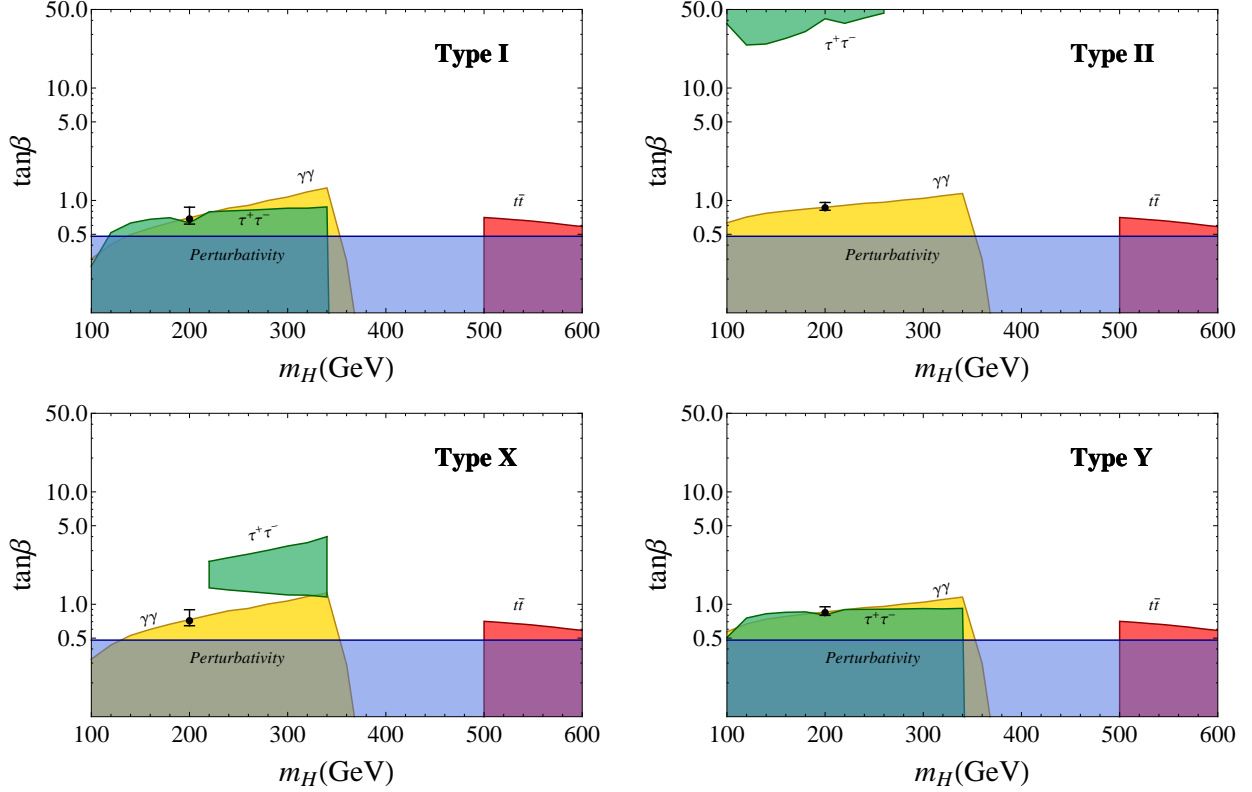 Type I
50.0
10.0
5.0
1.0
0.5
tanβ
γγ
τ⁺τ⁻
tt̄
Perturbativity
100 200 300 400 500 600
m_H(GeV)
Type II
50.0
10.0
5.0
1.0
0.5
tanβ
τ⁺τ⁻
γγ
tt̄
Perturbativity
100 200 300 400 500 600
m_H(GeV)
Type X
50.0
10.0
5.0
1.0
0.5
tanβ
τ⁺τ⁻
γγ
tt̄
Perturbativity
100 200 300 400 500 600
m_H(GeV)
Type Y
50.0
10.0
5.0
1.0
0.5
tanβ
γγ
τ⁺τ⁻
tt̄
Perturbativity
100 200 300 400 500 600
m_H(GeV)